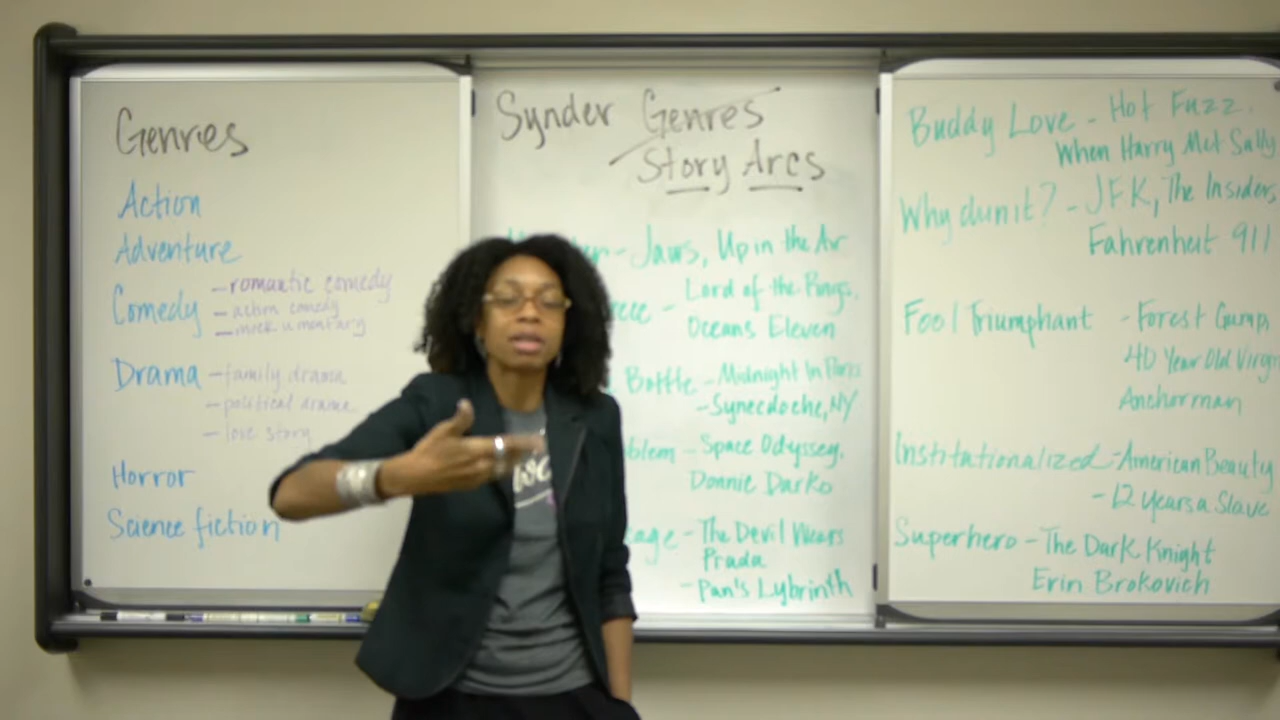 Genres
Action
Adventure
Comedy - romantic comedy
- action comedy
- mockumentary
Drama - family drama
- political drama
- love story
Horror
Science fiction
Synder Genres
Story Arcs
- Jaws, Up in the Air
- Lord of the Rings,
Oceans Eleven
Bottle - Midnight In Paris
- Synecdoche, NY
- Space Odyssey,
Donnie Darko
- The Devil Wears
Prada
- Pan's Lybrinth
Buddy Love - Hot Fuzz.
When Harry Met Sally
Why dunit? - JFK, The Insider,
Fahrenheit 911
Fool Triumphant - Forest Gump,
40 Year Old Virgi
Anchorman
Institutionalized - American Beauty
- 12 years a Slave
Superhero - The Dark Knight
Erin Brokovich